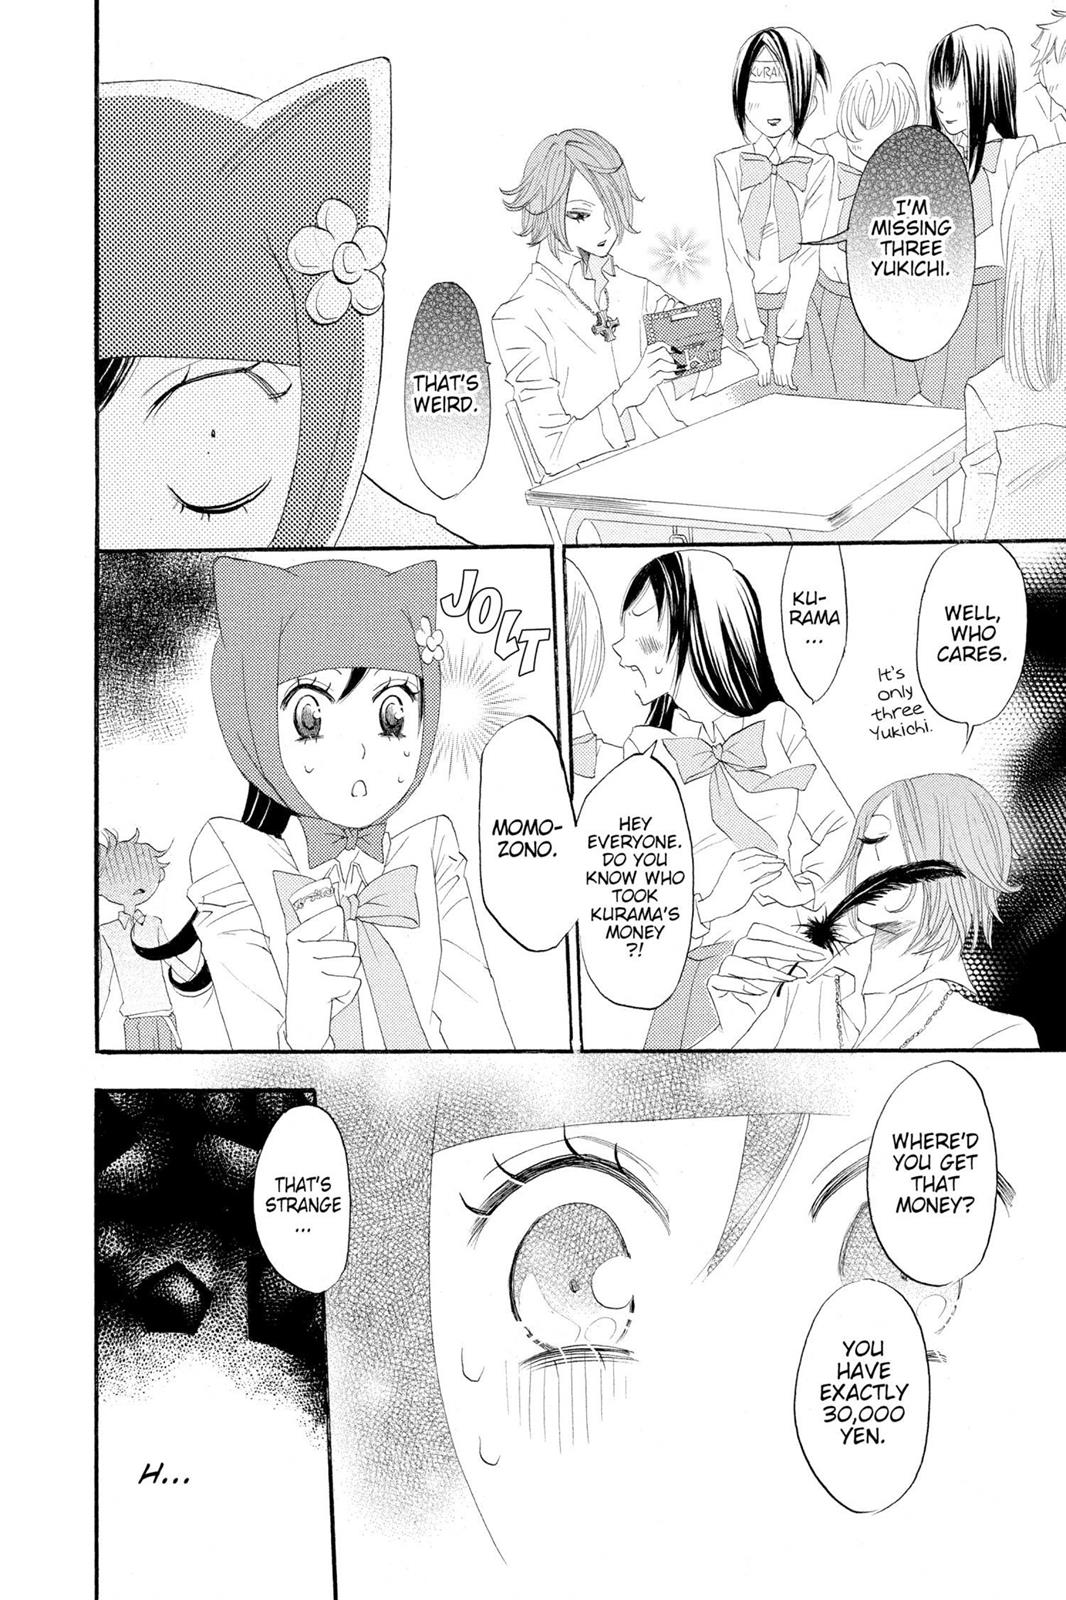 KURAM
I'M
MISSING
THREE
YUKICHI.
THAT'S
WEIRD.
WELL,
WHO
CARES.
It's
only
three
Yukichi.
KU-
RAMA
...
HEY
EVERYONE.
DO YOU
KNOW WHO
TOOK
KURAMA'S
MONEY
?!
JOLT
MOMO-
ZONO.
WHERE'D
YOU GET
THAT
MONEY?
YOU
HAVE
EXACTLY
30,000
YEN.
THAT'S
STRANGE
...
H...